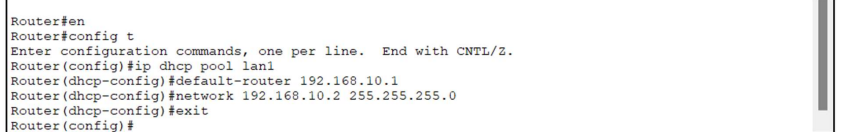 Router#en
Router#config t
Enter configuration commands, one per line.  End with CNTL/Z.
Router(config)#ip dhcp pool lan1
Router(dhcp-config)#default-router 192.168.10.1
Router(dhcp-config)#network 192.168.10.2 255.255.255.0
Router(dhcp-config)#exit
Router(config)#